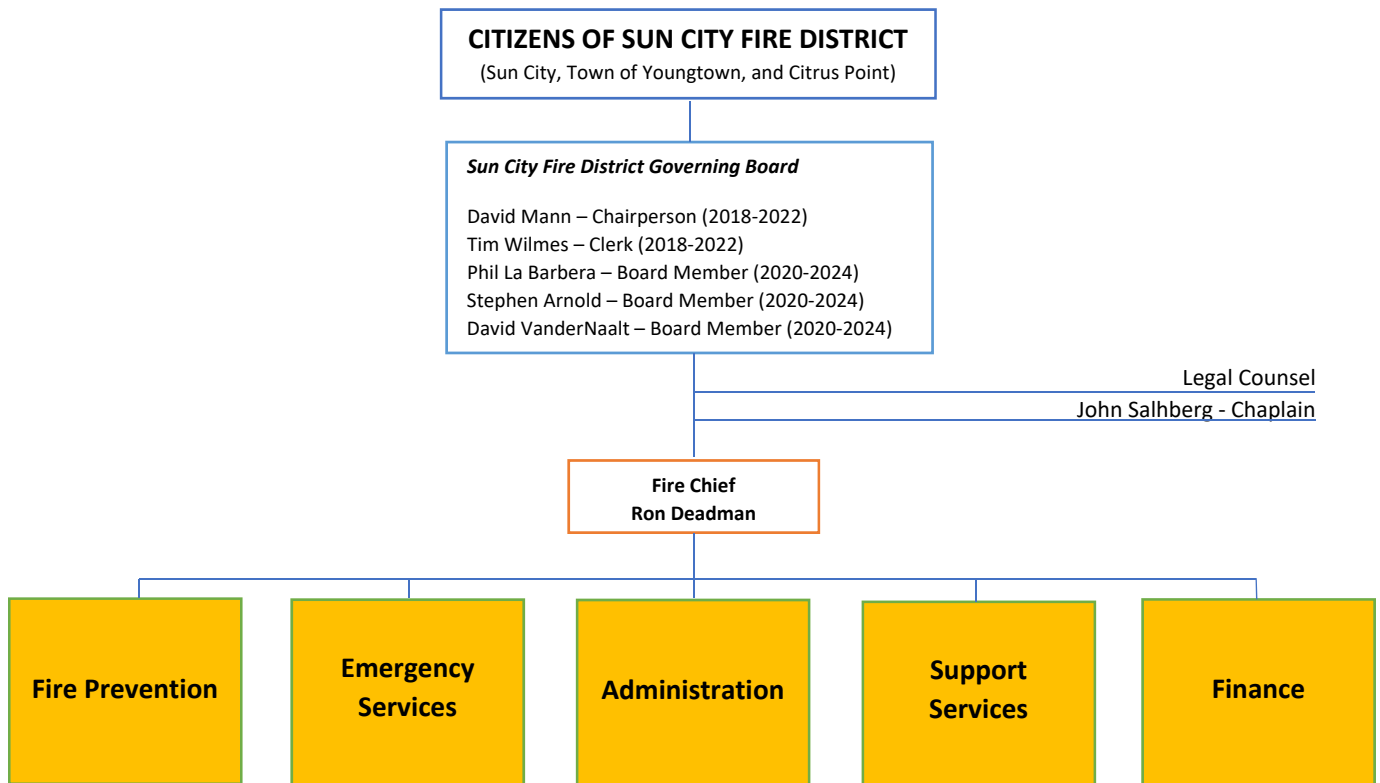 CITIZENS OF SUN CITY FIRE DISTRICT
(Sun City, Town of Youngtown, and Citrus Point)
Sun City Fire District Governing Board
David Mann – Chairperson (2018-2022)
Tim Wilmes – Clerk (2018-2022)
Phil La Barbera – Board Member (2020-2024)
Stephen Arnold – Board Member (2020-2024)
David VanderNaalt – Board Member (2020-2024)
Legal Counsel
John Salhberg - Chaplain
Fire Chief
Ron Deadman
Fire Prevention
Emergency
Services
Administration
Support
Services
Finance